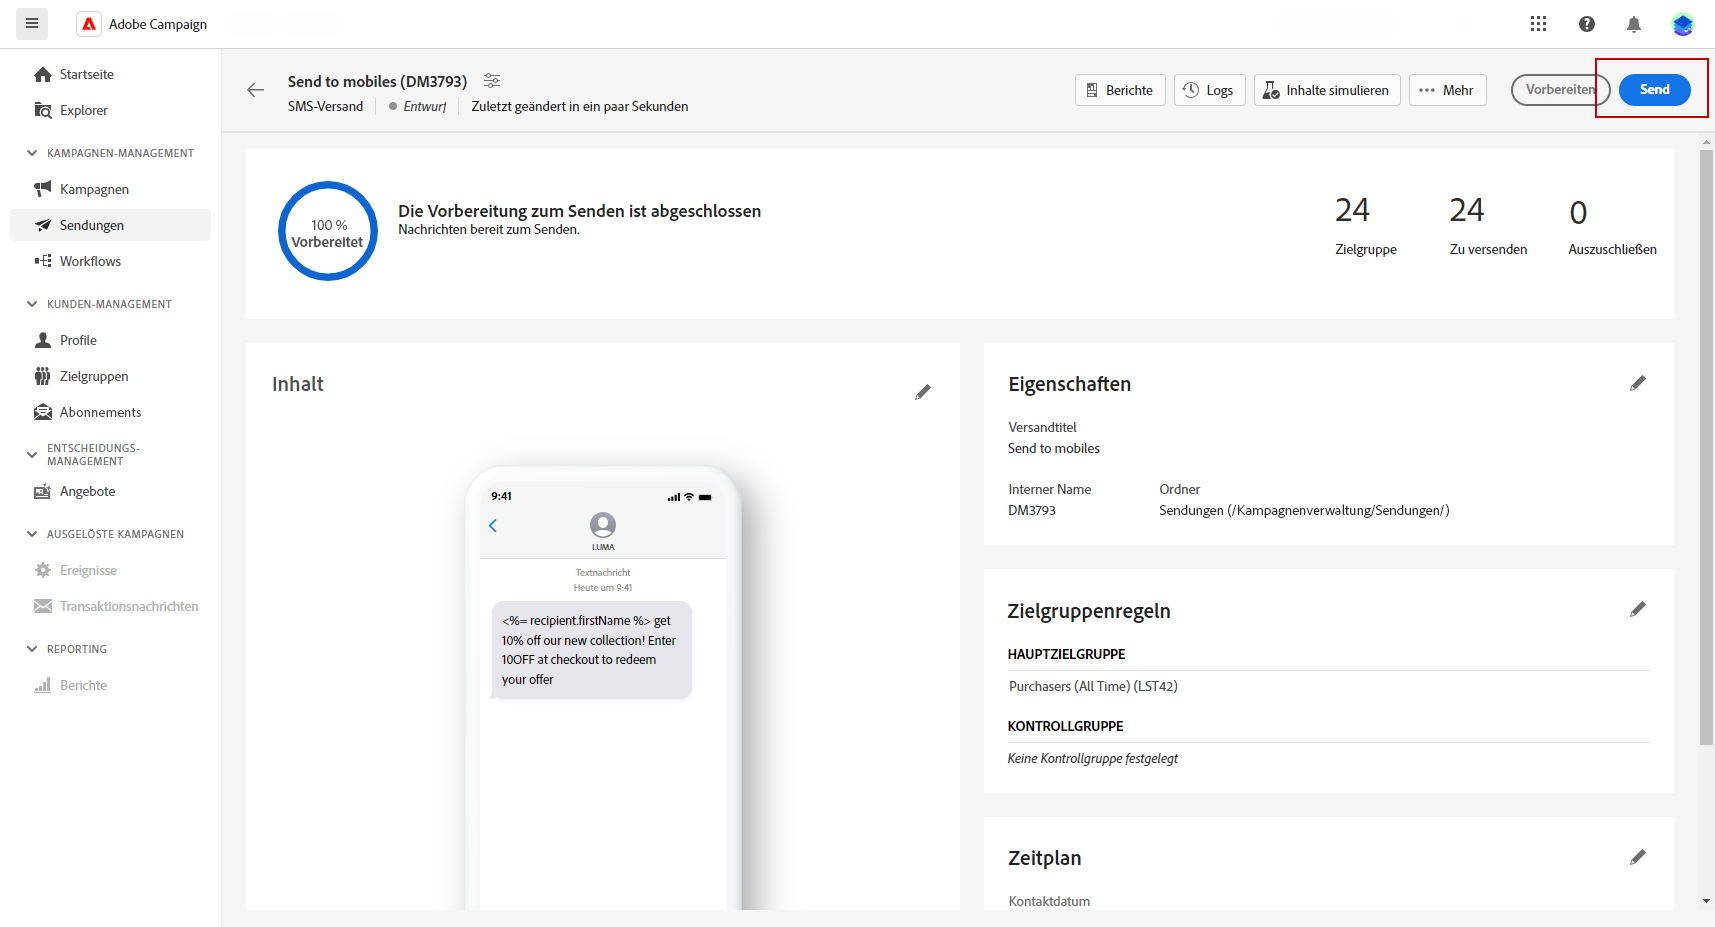 Adobe Campaign
Startseite
Explorer
KAMPAGNEN-MANAGEMENT
Kampagnen
Sendungen
Workflows
KUNDEN-MANAGEMENT
Profile
Zielgruppen
Abonnements
ENTSCHEIDUNGS-
MANAGEMENT
Angebote
AUSGELÖSTE KAMPAGNEN
Ereignisse
Transaktionsnachrichten
REPORTING
Berichte
Send to mobiles (DM3793)
SMS-Versand Entwurf Zuletzt geändert in ein paar Sekunden
Berichte Logs Inhalte simulieren Mehr Vorbereiten Send
100 %
Vorbereitet
Die Vorbereitung zum Senden ist abgeschlossen
Nachrichten bereit zum Senden.
24 24 0
Zielgruppe Zu versenden Auszuschließen
Inhalt
9:41
LUMA
Textnachricht
Heute um 9:41
<%= recipient.firstName %> get
10% off our new collection! Enter
10OFF at checkout to redeem
your offer
Eigenschaften
Versandtitel
Send to mobiles
Interner Name Ordner
DM3793 Sendungen (/Kampagnenverwaltung/Sendungen/)
Zielgruppenregeln
HAUPTZIELGRUPPE
Purchasers (All Time) (LST42)
KONTROLLGRUPPE
Keine Kontrollgruppe festgelegt
Zeitplan
Kontaktdatum